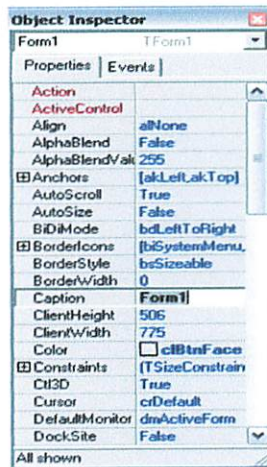 Object Inspector
Form1 TForm1
Properties Events
Action
ActiveControl
Align alNone
AlphaBlend False
AlphaBlendVal 255
Anchors [akLeft,akTop]
AutoScroll True
AutoSize False
BiDiMode bdLeftToRight
BorderIcons [biSystemMenu,
BorderStyle bsSizeable
BorderWidth 0
Caption Form1
ClientHeight 506
ClientWidth 775
Color clBtnFace
Constraints (TSizeConstrain
Ctl3D True
Cursor crDefault
DefaultMonitor dmActiveForm
DockSite False
All shown